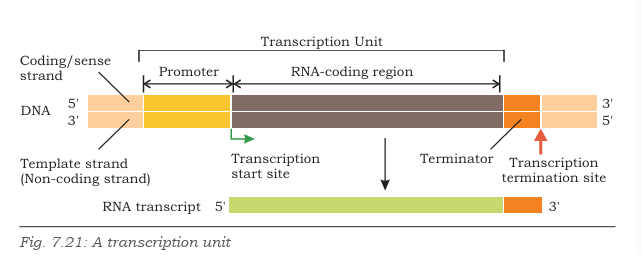 Transcription Unit
Coding/sense
strand
Promoter
RNA-coding region
DNA
5'
3'
3'
5'
Template strand
(Non-coding strand)
Transcription
start site
Terminator
Transcription
termination site
RNA transcript 5'
3'
Fig. 7.21: A transcription unit